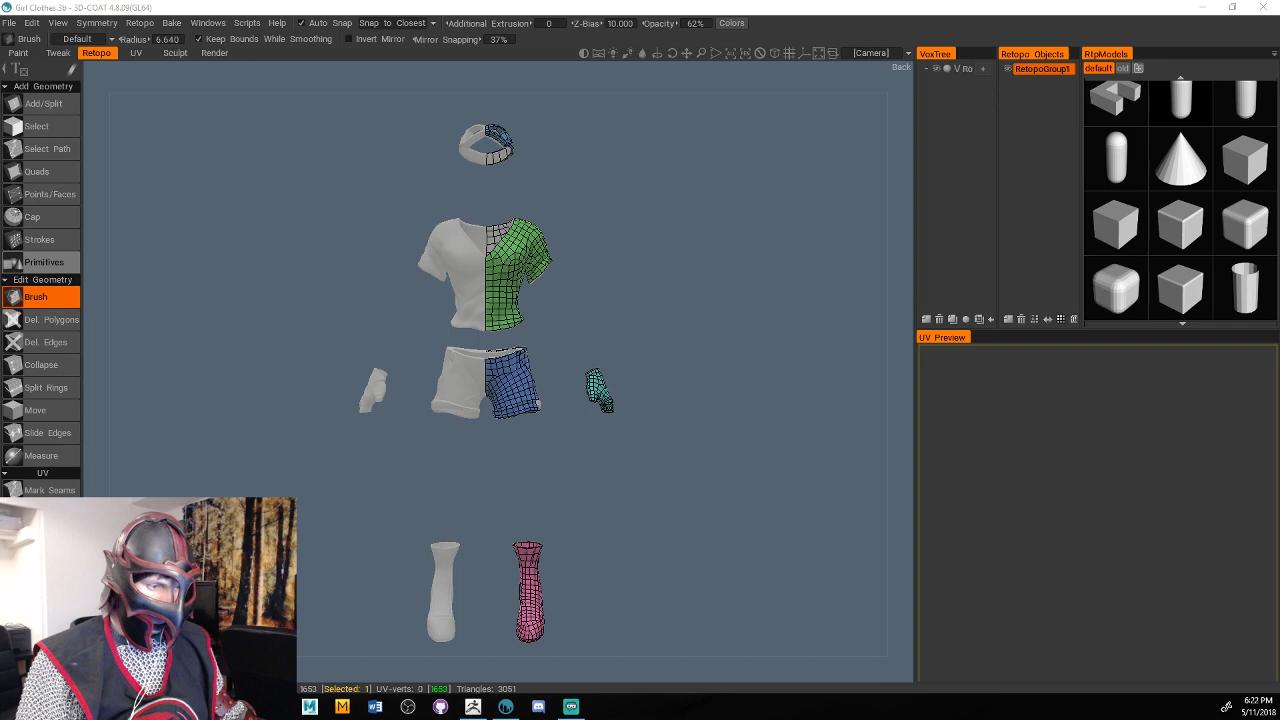 Girl Clothes.3b - 3D-COAT 4.8.09(GL64)
File Edit View Symmetry Retopo Bake Windows Scripts Help Auto Snap Snap to Closest Additional Extrusion 0 Z-Bias 10.000 Opacity 62% Colors
Brush Default Radius 6.640 Keep Bounds While Smoothing Invert Mirror Mirror Snapping 37%
Paint Tweak Retopo UV Sculpt Render [Camera] VoxTree Retopo Objects RtpModels
Back V Ro + RetopoGroup1 default old
Add Geometry
Add/Split
Select
Select Path
Quads
Points/Faces
Cap
Strokes
Primitives
Edit Geometry
Brush
Del. Polygons
Del. Edges
UV Preview
Collapse
Split Rings
Move
Slide Edges
Measure
UV
Mark Seams
1653 [Selected: 1] UV-verts: 0 [1653] Triangles: 3051
6:22 PM
5/11/2018